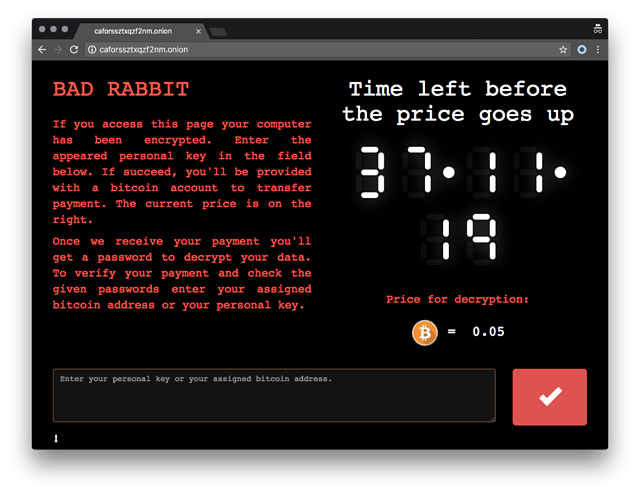 caforssztxqzf2nm.onion
caforssztxqzf2nm.onion
BAD RABBIT
If you access this page your computer
has been encrypted. Enter the
appeared personal key in the field
below. If succeed, you'll be provided
with a bitcoin account to transfer
payment. The current price is on the
right.
Once we receive your payment you'll
get a password to decrypt your data.
To verify your payment and check the
given passwords enter your assigned
bitcoin address or your personal key.
Time left before
the price goes up
37.11.
19
Price for decryption:
₿ = 0.05
Enter your personal key or your assigned bitcoin address.